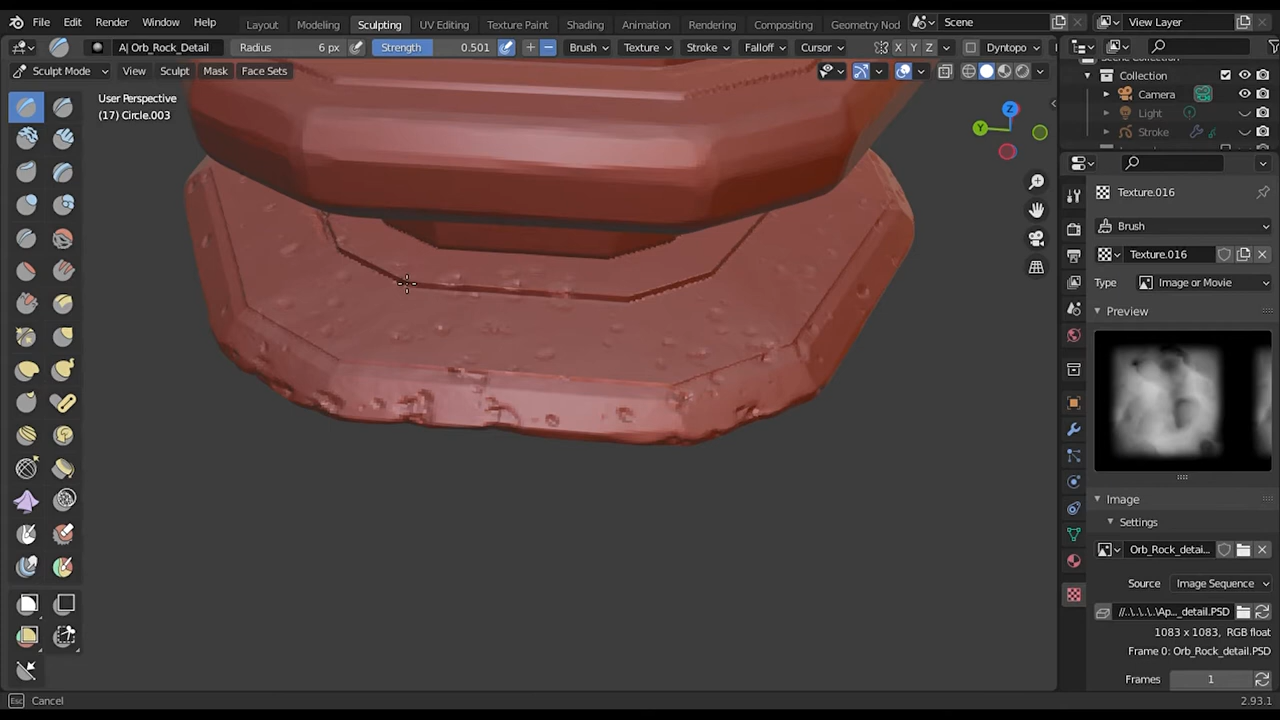 File Edit Render Window Help
Layout Modeling Sculpting UV Editing Texture Paint Shading Animation Rendering Compositing Geometry Nod
Scene
View Layer
A| Orb_Rock_Detail
Radius 6 px
Strength 0.501
Brush Texture Stroke Falloff Cursor
X Y Z
Dyntopo
Sculpt Mode View Sculpt Mask Face Sets
User Perspective
(17) Circle.003
Z
Y
Collection
Camera
Light
Stroke
Texture.016
Brush
Texture.016
Type Image or Movie
Preview
Image
Settings
Orb_Rock_detai...
Source Image Sequence
//..\..\..\..\Ap..._detail.PSD
1083 x 1083, RGB float
Frame 0: Orb_Rock_detail.PSD
Frames 1
Esc Cancel
2.93.1